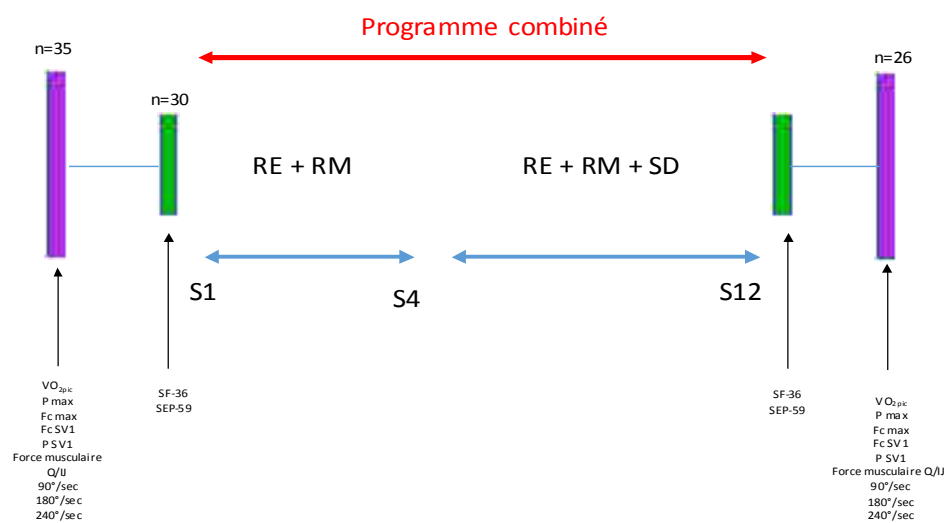 Programme combiné
n=35
n=26
n=30
RE + RM
RE + RM + SD
S1
S4
S12
VO2pic
P max
Fc max
Fc SV1
P SV1
Force musculaire
Q/IJ
90°/sec
180°/sec
240°/sec
SF-36
SEP-59
SF-36
SEP-59
VO2pic
P max
Fc max
Fc SV1
P SV1
Force musculaire Q/IJ
90°/sec
180°/sec
240°/sec